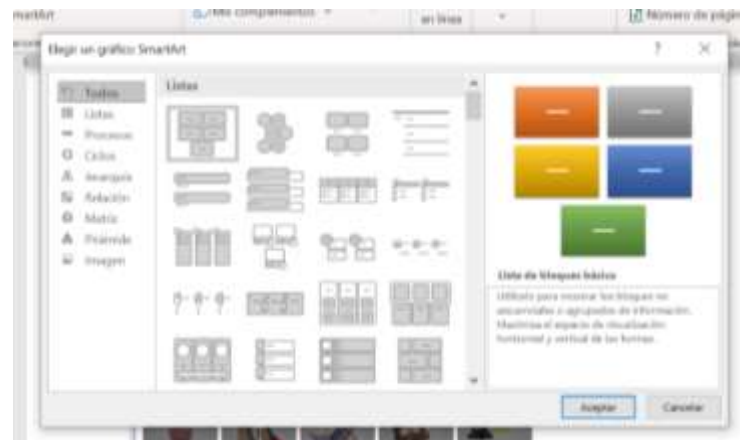 SmartArt
Mis complementos
en línea
Número de págin
Elegir un gráfico SmartArt
?
Todos
Listas
Procesos
Ciclos
Jerarquía
Relación
Matriz
Pirámide
Imagen
Listas
Lista de bloques básica
Utilícelo para mostrar los bloques no
secuenciales o agrupados de información.
Maximiza el espacio de visualización
horizontal y vertical de las formas.
Aceptar
Cancelar